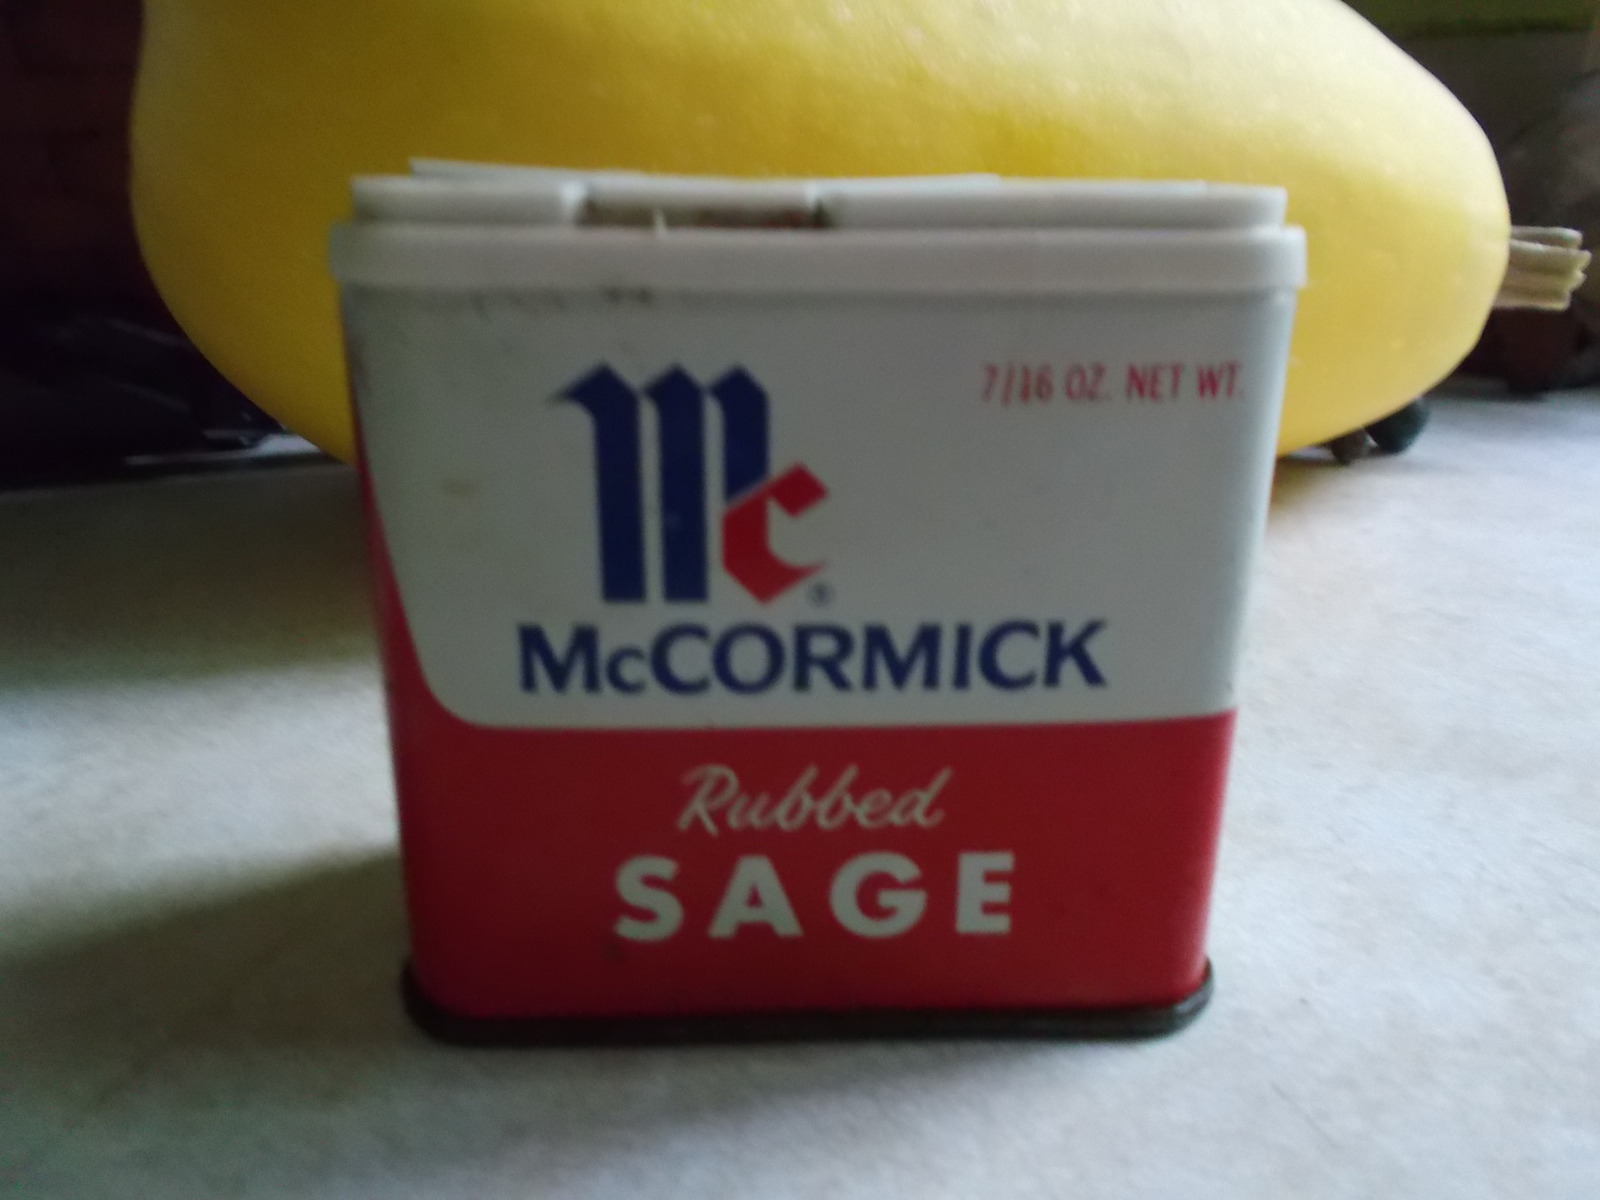 7/16 OZ. NET WT.
Mc®
McCORMICK
Rubbed
SAGE